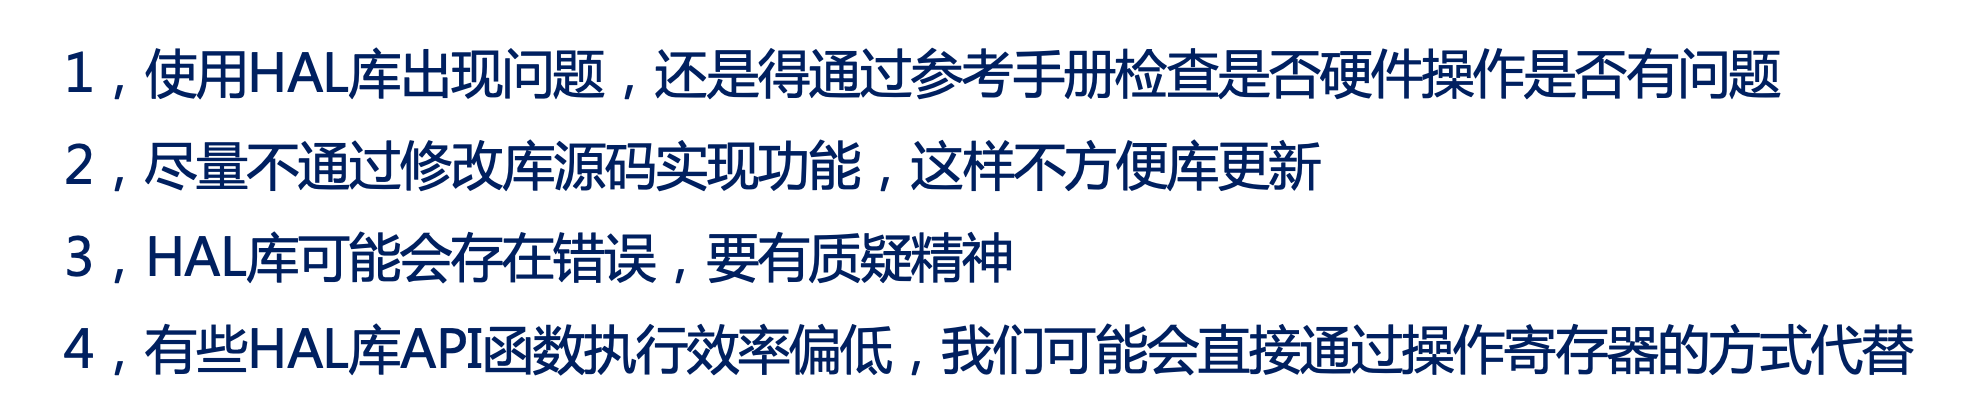 1，使用HAL库出现问题，还是得通过参考手册检查是否硬件操作是否有问题
2，尽量不通过修改库源码实现功能，这样不方便库更新
3，HAL库可能会存在错误，要有质疑精神
4，有些HAL库API函数执行效率偏低，我们可能会直接通过操作寄存器的方式代替